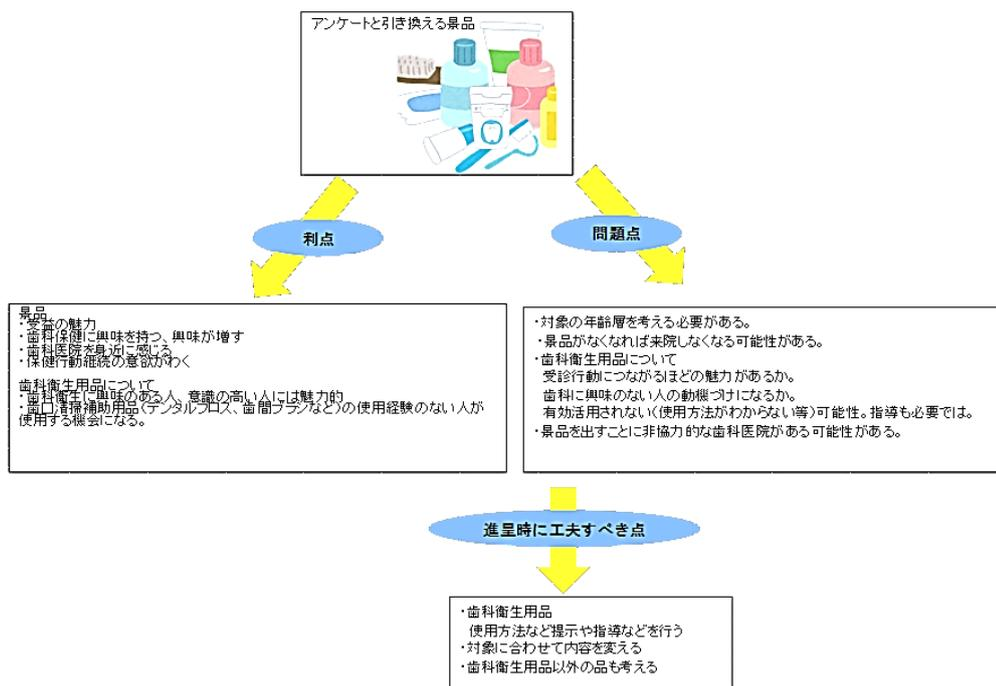 アンケートと引き換える景品
利点
問題点
景品
・受益の魅力
・歯科保健に興味を持つ、興味が増す
・歯科医院を身近に感じる
・保健行動継続の意欲がわく
歯科衛生用品について
・歯科衛生に興味のある人、意識の高い人には魅力的
・歯口清掃補助用品(デンタルフロス、歯間ブラシなど)の使用経験のない人が
使用する機会になる。
・対象の年齢層を考える必要がある。
・景品がなくなれば来院しなくなる可能性がある。
・歯科衛生用品について
受診行動につながるほどの魅力があるか。
歯科に興味のない人の動機づけになるか。
有効活用されない(使用方法がわからない等)可能性。指導も必要では。
・景品を出すことに非協力的な歯科医院がある可能性がある。
進呈時に工夫すべき点
・歯科衛生用品
使用方法など提示や指導などを行う
・対象に合わせて内容を変える
・歯科衛生用品以外の品も考える